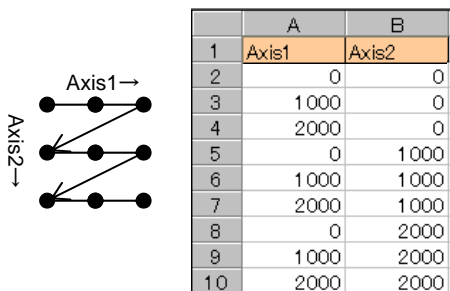 Axis1→
Axis2→
A B
1 Axis1 Axis2
2 0 0
3 1000 0
4 2000 0
5 0 1000
6 1000 1000
7 2000 1000
8 0 2000
9 1000 2000
10 2000 2000